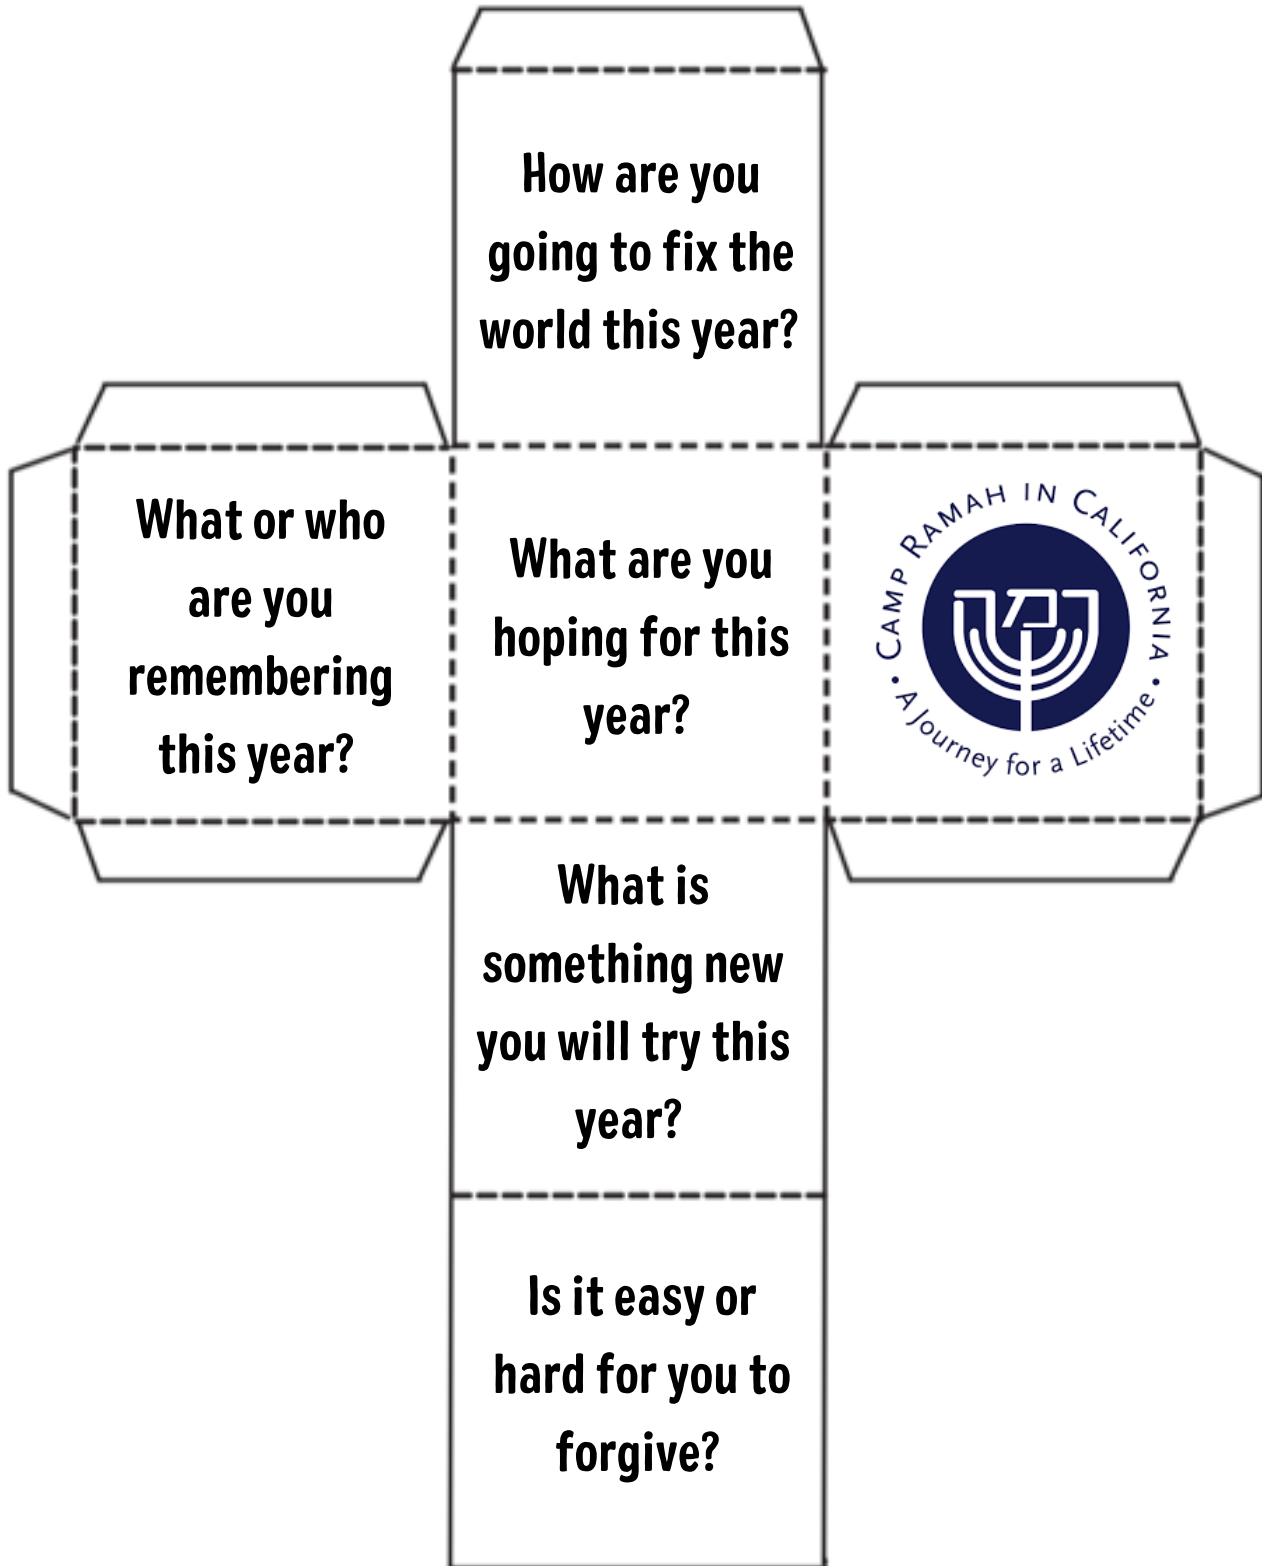 How are you
going to fix the
world this year?
What or who
are you
remembering
this year?
What are you
hoping for this
year?
CAMP RAMAH IN CALIFORNIA
רמה
• A Journey for a Lifetime •
What is
something new
you will try this
year?
Is it easy or
hard for you to
forgive?